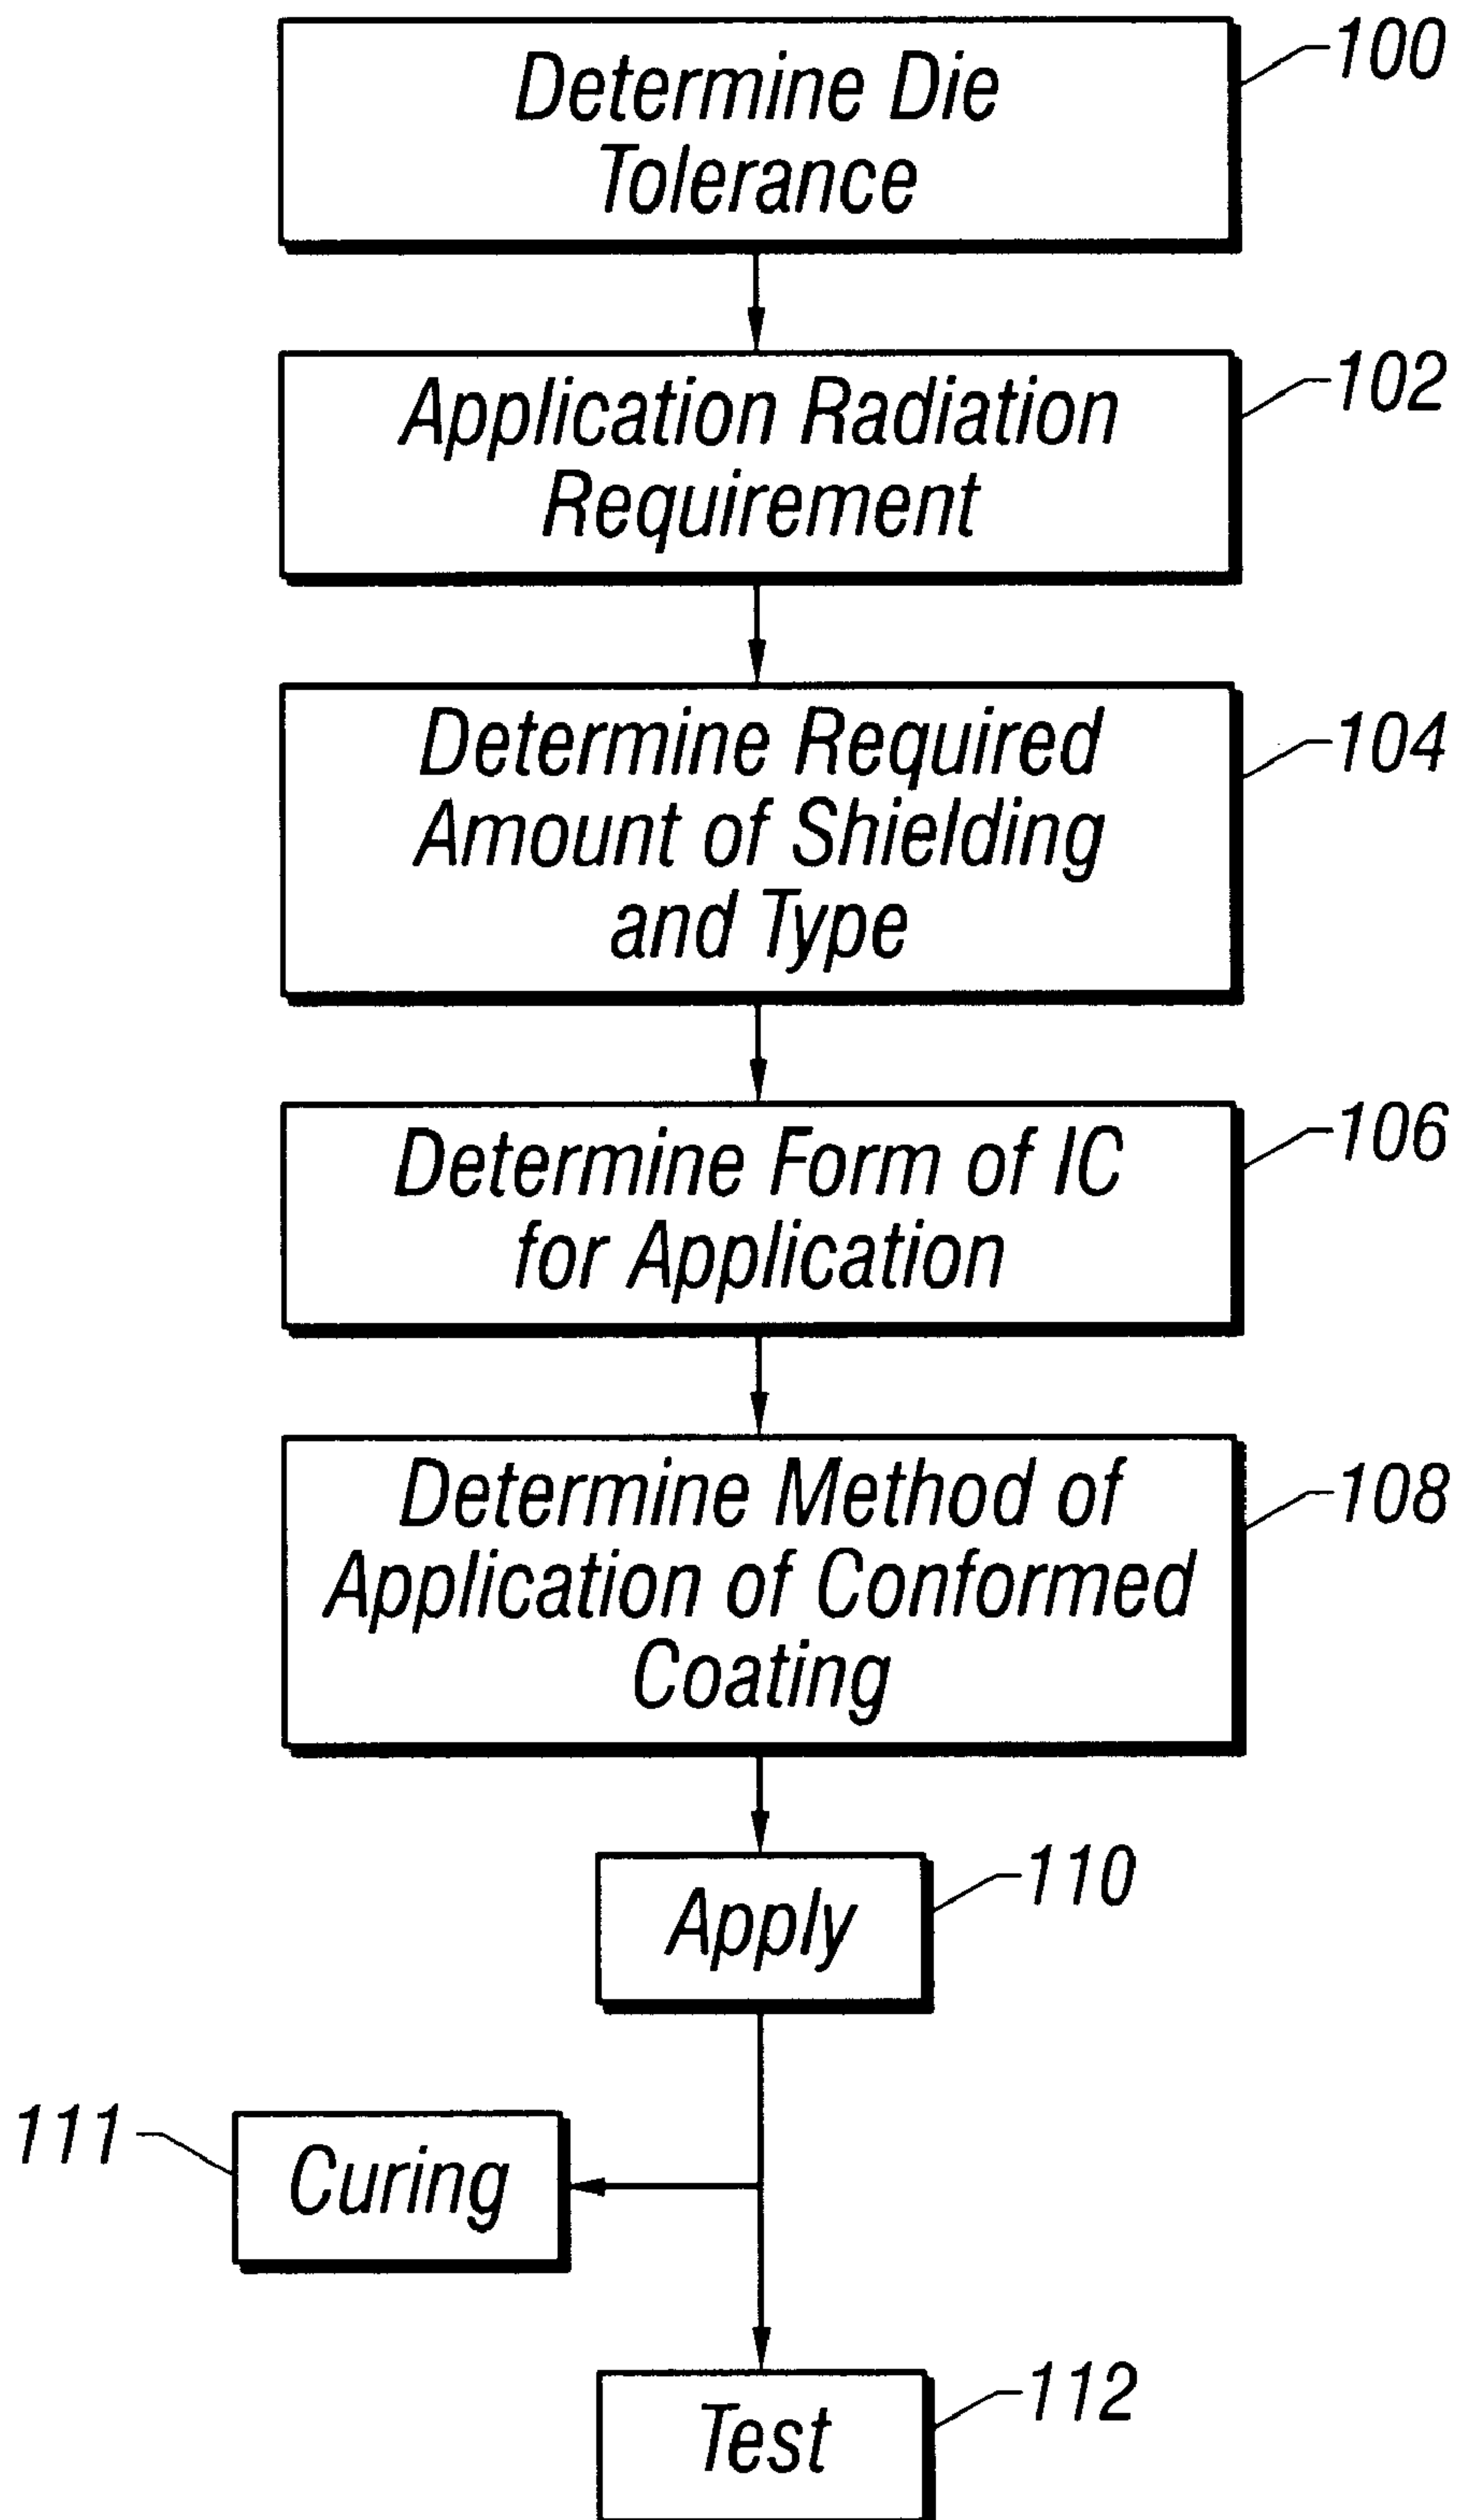 Determine Die
Tolerance
100
Application Radiation
Requirement
102
Determine Required
Amount of Shielding
and Type
104
Determine Form of IC
for Application
106
Determine Method of
Application of Conformed
Coating
108
Apply
110
111
Curing
Test
112